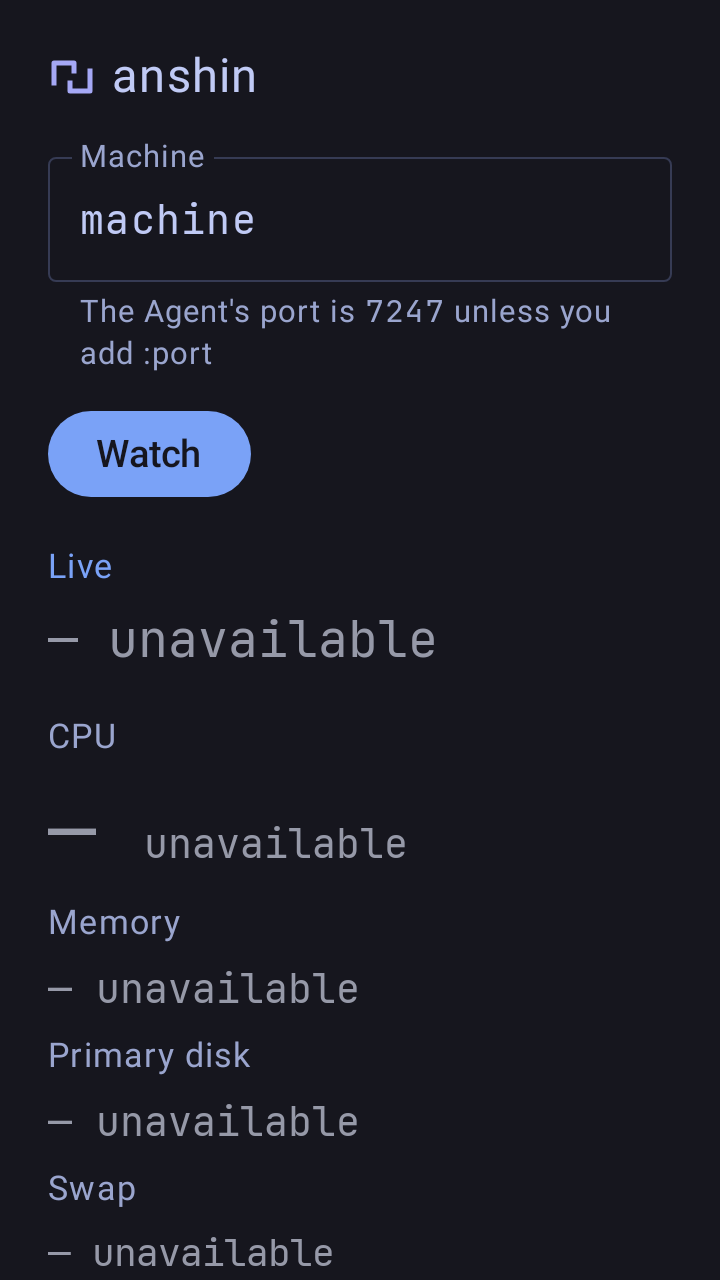 anshin
Machine
machine
The Agent's port is 7247 unless you
add :port
Watch
Live
— unavailable
CPU
— unavailable
Memory
— unavailable
Primary disk
— unavailable
Swap
— unavailable